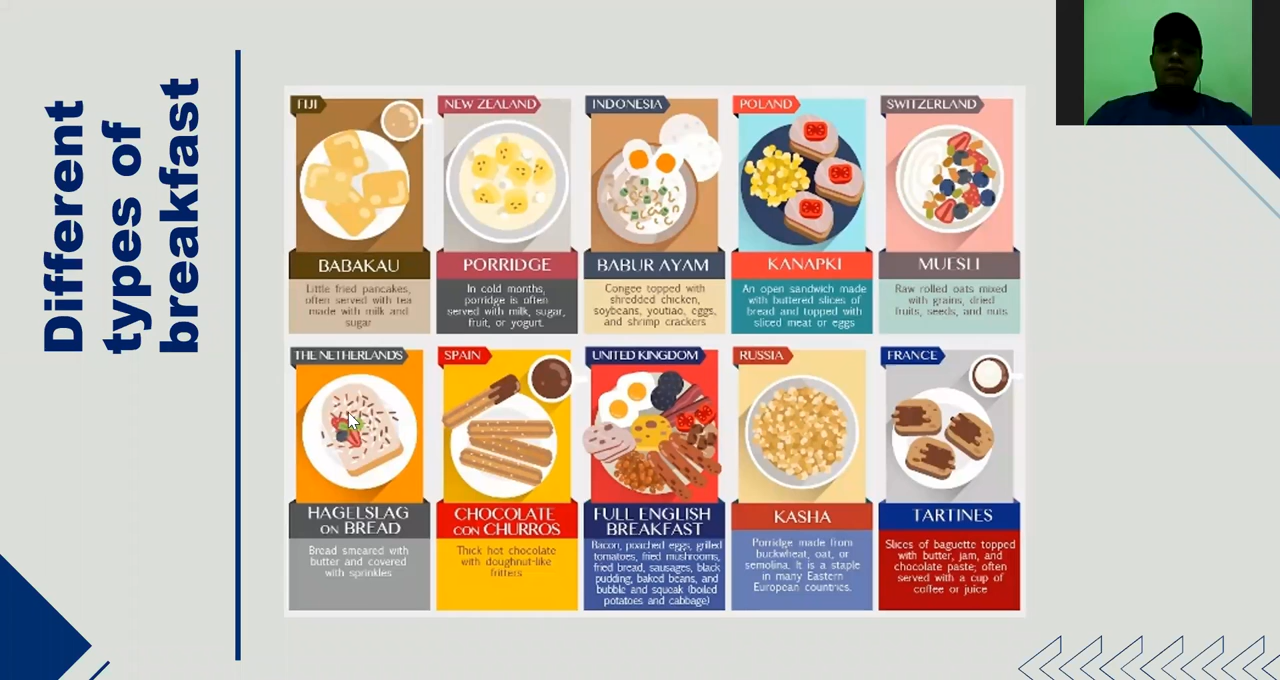 Different
types of
breakfast
FIJI
BABAKAU
Little fried pancakes,
often served with tea
made with milk and
sugar
NEW ZEALAND
PORRIDGE
In cold months,
porridge is often
served with milk, sugar,
fruit, or yogurt.
INDONESIA
BABUR AYAM
Congee topped with
shredded chicken,
soybeans, youtiao, eggs,
and shrimp crackers
POLAND
KANAPKI
An open sandwich made
with buttered slices of
bread and topped with
sliced meat or eggs
SWITZERLAND
MUESLI
Raw rolled oats mixed
with grains, dried
fruits, seeds, and nuts
THE NETHERLANDS
HAGELSLAG
ON BREAD
Bread smeared with
butter and covered
with sprinkles
SPAIN
CHOCOLATE
CON CHURROS
Thick hot chocolate
with doughnut-like
fritters
UNITED KINGDOM
FULL ENGLISH
BREAKFAST
Bacon, poached eggs, grilled
tomatoes, fried mushrooms,
fried bread, sausages, black
pudding, baked beans, and
bubble and squeak (boiled
potatoes and cabbage)
RUSSIA
KASHA
Porridge made from
buckwheat, oat, or
semolina. It is a staple
in many Eastern
European countries.
FRANCE
TARTINES
Slices of baguette topped
with butter, jam, and
chocolate paste; often
served with a cup of
coffee or juice